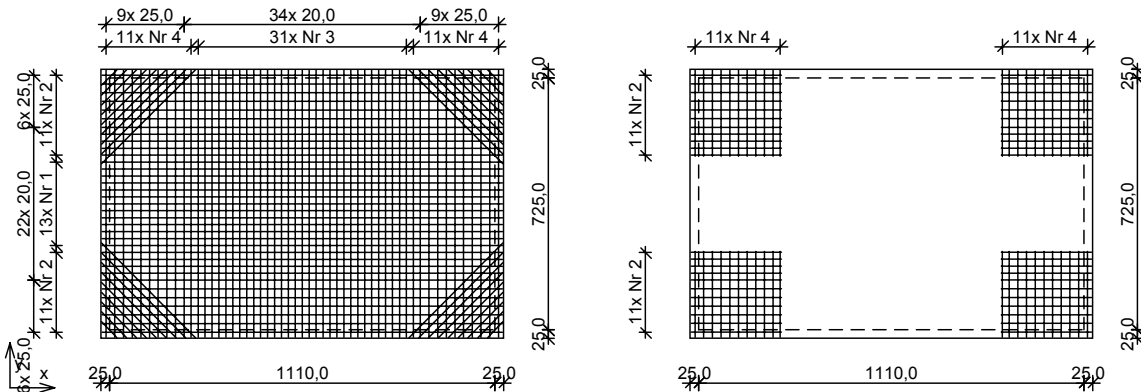 9x 25,0 34x 20,0 9x 25,0
11x Nr 4 31x Nr 3 11x Nr 4
6x 25,0
22x 20,0
6x 25,0
11x Nr 2
13x Nr 1
11x Nr 2
25,0
725,0
25,0
y
x
25,0 1110,0 25,0
11x Nr 4 11x Nr 4
11x Nr 2
11x Nr 2
25,0
725,0
25,0
25,0 1110,0 25,0